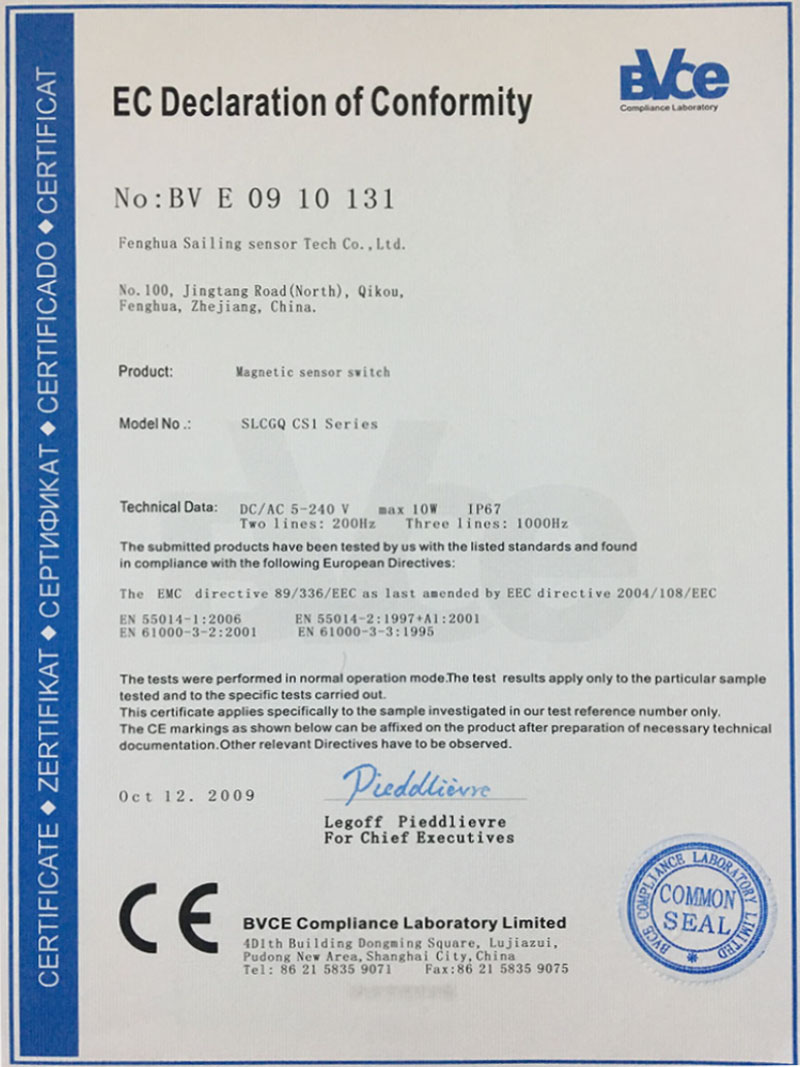 BVCE
Compliance Laboratory
EC Declaration of Conformity
No:BV E 09 10 131
Fenghua Sailing sensor Tech Co.,Ltd.
No.100, Jingtang Road(North), Qikou,
Fenghua, Zhejiang, China.
Product: Magnetic sensor switch
Model No.: SLCGQ CS1 Series
Technical Data: DC/AC 5-240 V max 10W IP67
Two lines: 200Hz Three lines: 1000Hz
The submitted products have been tested by us with the listed standards and found
in compliance with the following European Directives:
The EMC directive 89/336/EEC as last amended by EEC directive 2004/108/EEC
EN 55014-1:2006 EN 55014-2:1997+A1:2001
EN 61000-3-2:2001 EN 61000-3-3:1995
The tests were performed in normal operation mode.The test results apply only to the particular sample
tested and to the specific tests carried out.
This certificate applies specifically to the sample investigated in our test reference number only.
The CE markings as shown below can be affixed on the product after preparation of necessary technical
documentation.Other relevant Directives have to be observed.
Oct 12. 2009
Pieddlièvre
Legoff Pieddlievre
For Chief Executives
CE
BVCE Compliance Laboratory Limited
4D1th Building Dongming Square, Lujiazui,
Pudong New Area,Shanghai City,China
Tel: 86 21 5835 9071 Fax:86 21 5835 9075
BVCE COMPLIANCE LABORATORY LIMITED
COMMON
SEAL
CERTIFICATE ◆ ZERTIFIKAT ◆ СЕРТИФИКАТ ◆ CERTIFICADO ◆ CERTIFICAT